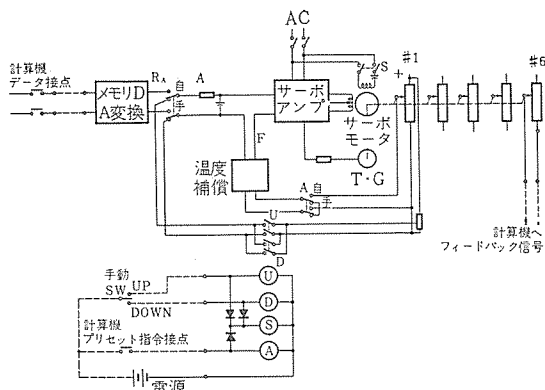 AC
S
#1
#6
計算機
データ接点
メモリD
A変換
RA
自
手
A
サーボ
アンプ
+
サーボ
モータ
F
温度
補償
T・G
A 自
手
U
D
計算機へ
フィードバック信号
手動
SW
UP
DOWN
計算機
プリセット指令接点
電源
U
D
S
A